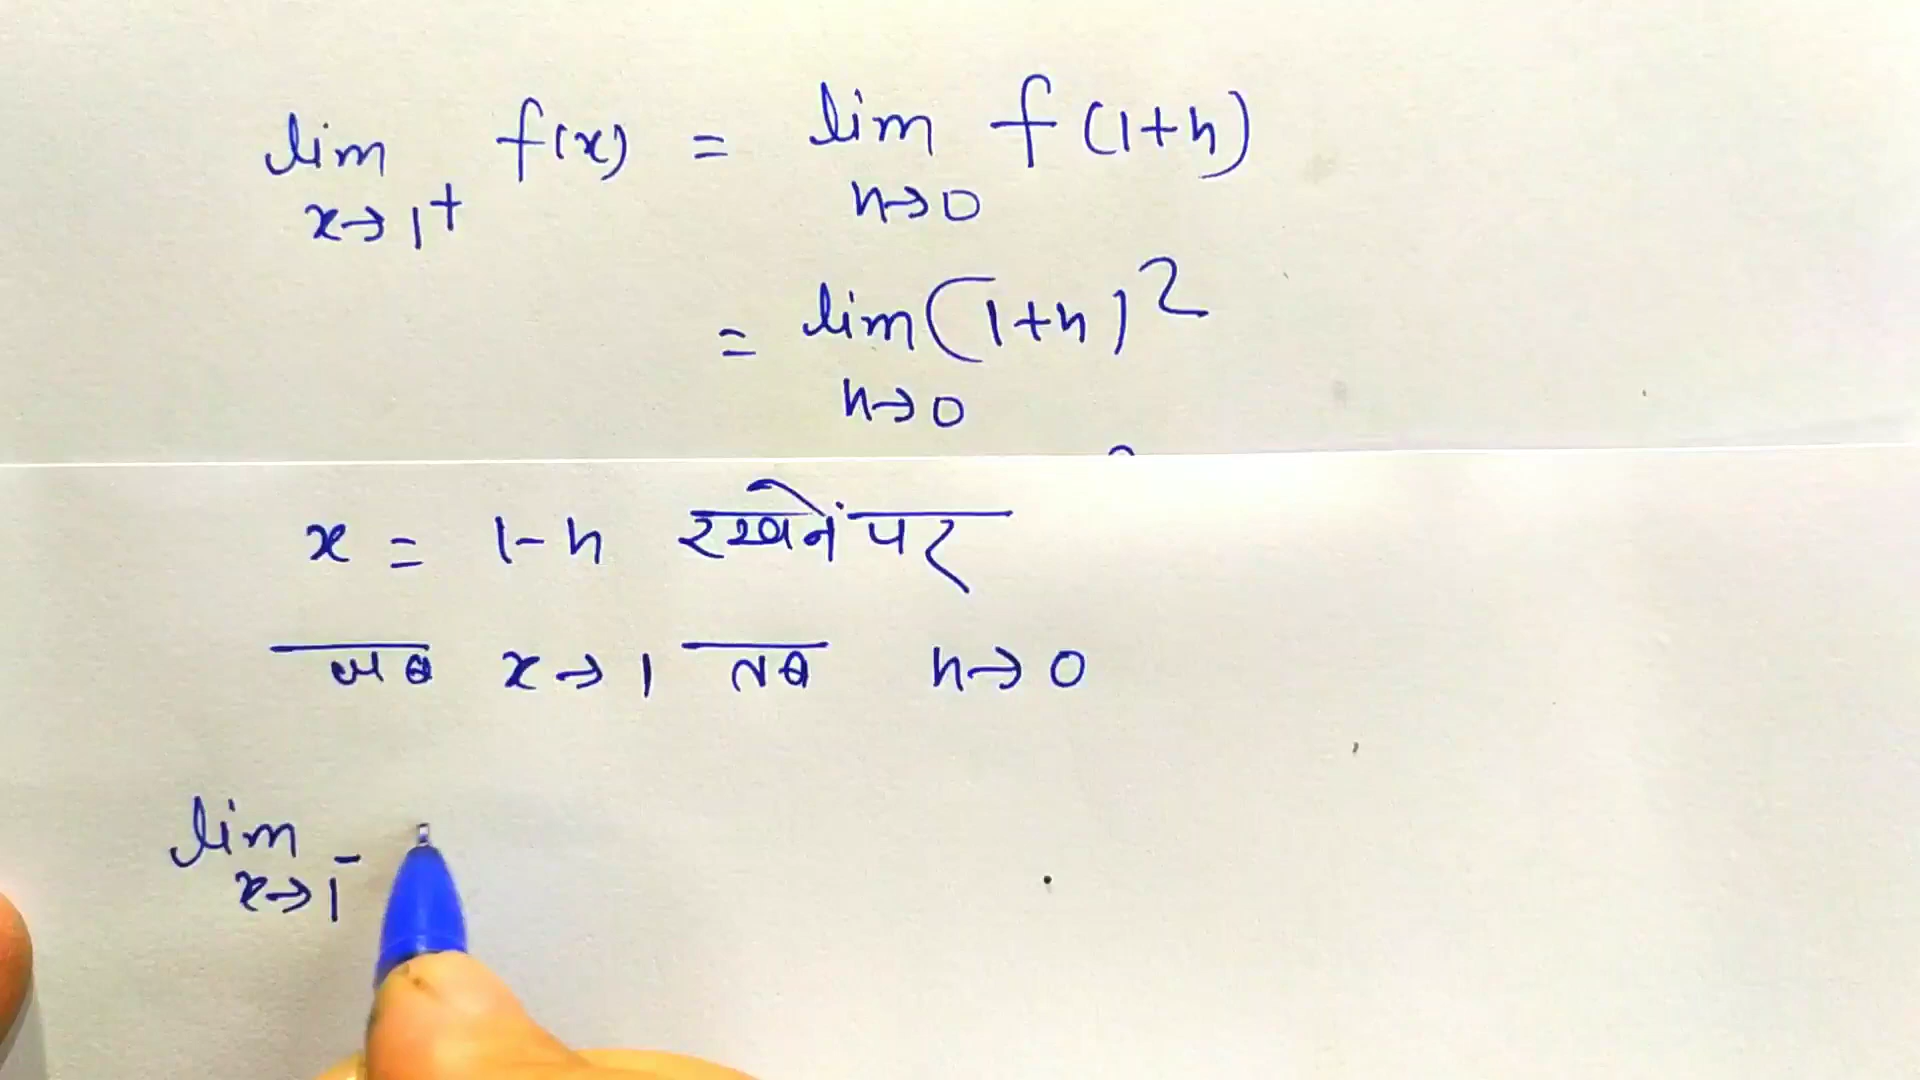 lim f(x) = lim f(1+h)
x→1+ h→0
= lim (1+h)2
h→0
x = 1-h रखनें पर
जब x→1 तब h→0
lim
x→1-